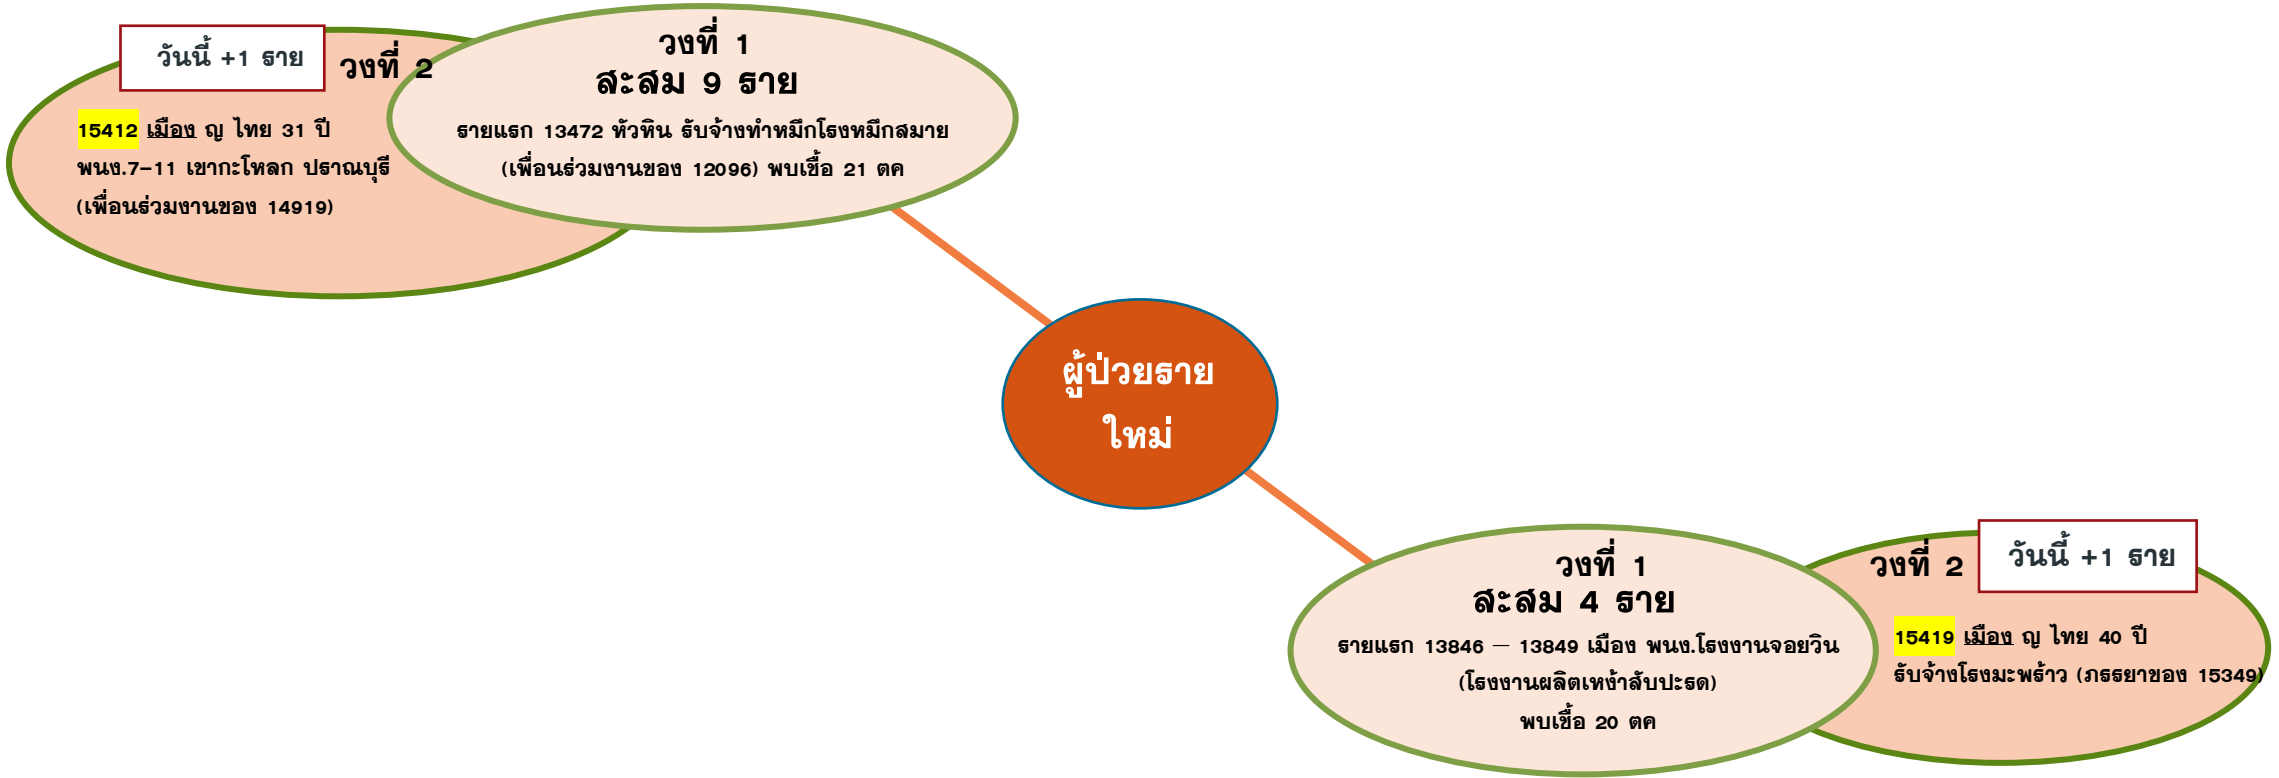 วันนี้ +1 ราย
วงที่ 2
15412 เมือง ญ ไทย 31 ปี
พนง.7-11 เขากะโหลก ปราณบุรี
(เพื่อนร่วมงานของ 14919)
วงที่ 1
สะสม 9 ราย
รายแรก 13472 หัวหิน รับจ้างทำหมึกโรงหมึกสมาย
(เพื่อนร่วมงานของ 12096) พบเชื้อ 21 ตค
ผู้ป่วยราย
ใหม่
วงที่ 1
สะสม 4 ราย
รายแรก 13846 – 13849 เมือง พนง.โรงงานจอยวิน
(โรงงานผลิตเหง้าสับปะรด)
พบเชื้อ 20 ตค
วงที่ 2
วันนี้ +1 ราย
15419 เมือง ญ ไทย 40 ปี
รับจ้างโรงมะพร้าว (ภรรยาของ 15349)